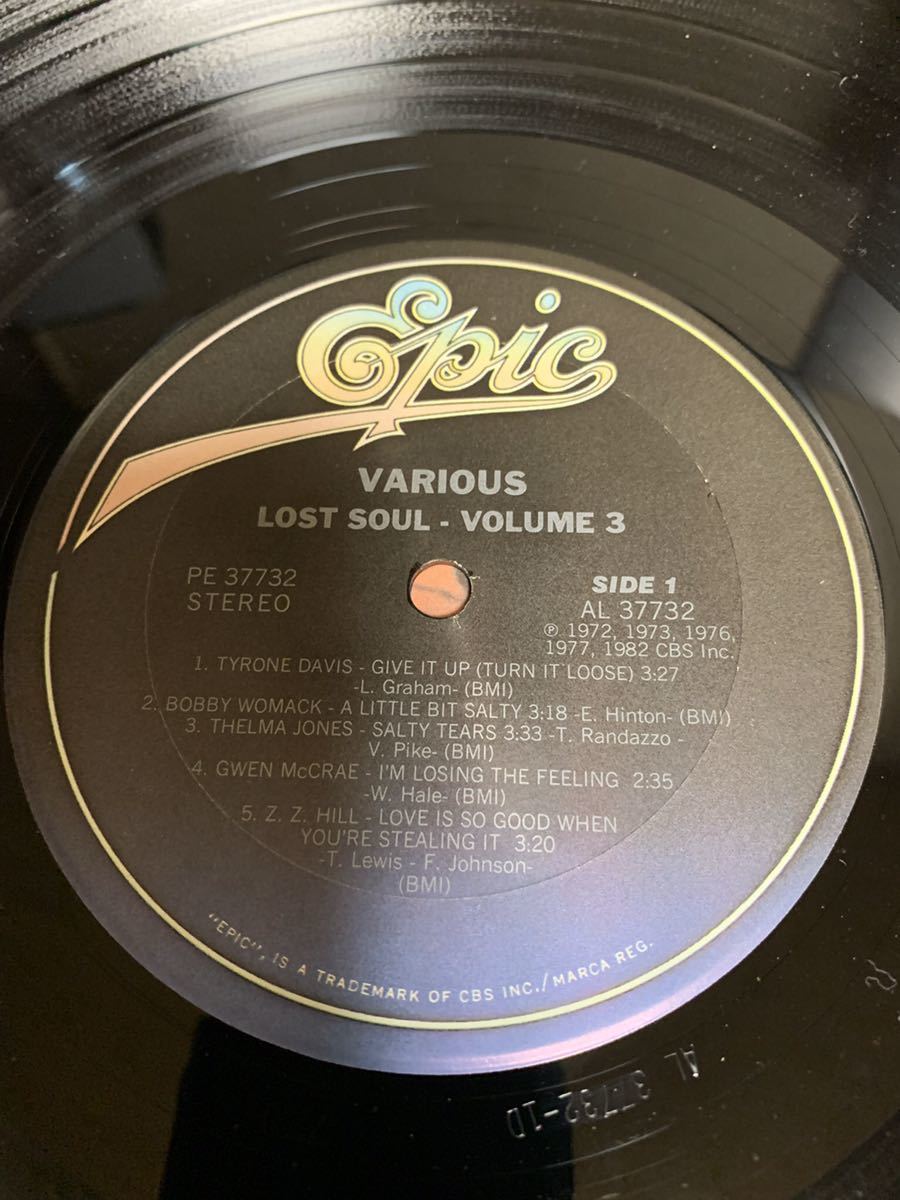 Epic
VARIOUS
LOST SOUL - VOLUME 3
PE 37732
STEREO
SIDE 1
AL 37732
℗ 1972, 1973, 1976,
1977, 1982 CBS Inc.
1. TYRONE DAVIS - GIVE IT UP (TURN IT LOOSE) 3:27
-L. Graham- (BMI)
2. BOBBY WOMACK - A LITTLE BIT SALTY 3:18 -E. Hinton- (BMI)
3. THELMA JONES - SALTY TEARS 3:33 -T. Randazzo -
V. Pike- (BMI)
4. GWEN McCRAE - I'M LOSING THE FEELING 2:35
-W. Hale- (BMI)
5. Z. Z. HILL - LOVE IS SO GOOD WHEN
YOU'RE STEALING IT 3:20
-T. Lewis - F. Johnson-
(BMI)
"EPIC", IS A TRADEMARK OF CBS INC./MARCA REG.
AL 37732-1D